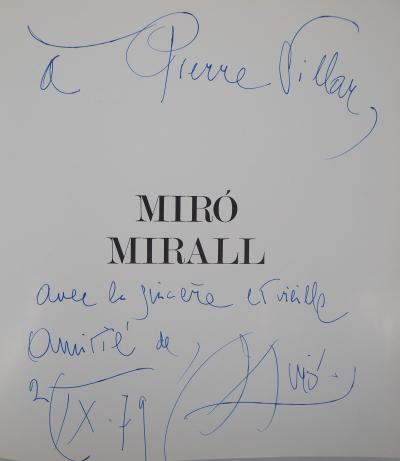 à Pierre Villar,
MIRÓ
MIRALL
avec la sincère et vieille
amitié de
2/IX.79 Miró.